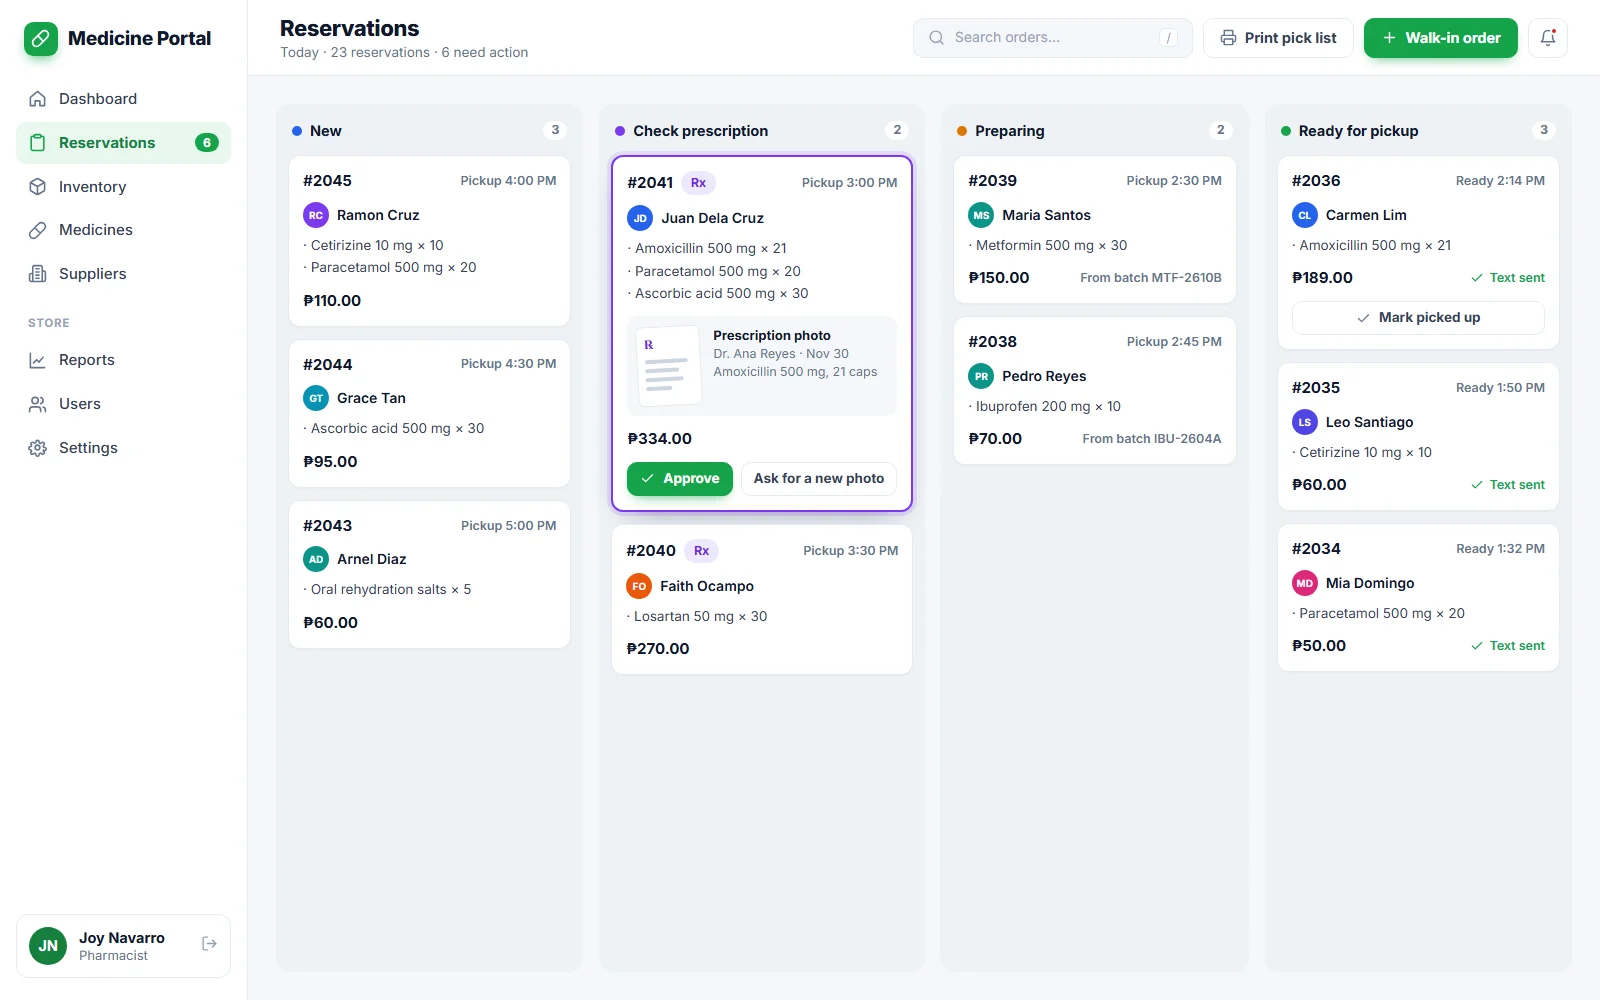 Medicine Portal
Dashboard
Reservations 6
Inventory
Medicines
Suppliers
STORE
Reports
Users
Settings
JN
Joy Navarro
Pharmacist
Reservations
Today · 23 reservations · 6 need action
Search orders... /
Print pick list
Walk-in order
New 3
#2045 Pickup 4:00 PM
RC Ramon Cruz
· Cetirizine 10 mg × 10
· Paracetamol 500 mg × 20
₱110.00
#2044 Pickup 4:30 PM
GT Grace Tan
· Ascorbic acid 500 mg × 30
₱95.00
#2043 Pickup 5:00 PM
AD Arnel Diaz
· Oral rehydration salts × 5
₱60.00
Check prescription 2
#2041 Rx Pickup 3:00 PM
JD Juan Dela Cruz
· Amoxicillin 500 mg × 21
· Paracetamol 500 mg × 20
· Ascorbic acid 500 mg × 30
℞
Prescription photo
Dr. Ana Reyes · Nov 30
Amoxicillin 500 mg, 21 caps
₱334.00
Approve
Ask for a new photo
#2040 Rx Pickup 3:30 PM
FO Faith Ocampo
· Losartan 50 mg × 30
₱270.00
Preparing 2
#2039 Pickup 2:30 PM
MS Maria Santos
· Metformin 500 mg × 30
₱150.00 From batch MTF-2610B
#2038 Pickup 2:45 PM
PR Pedro Reyes
· Ibuprofen 200 mg × 10
₱70.00 From batch IBU-2604A
Ready for pickup 3
#2036 Ready 2:14 PM
CL Carmen Lim
· Amoxicillin 500 mg × 21
₱189.00 Text sent
Mark picked up
#2035 Ready 1:50 PM
LS Leo Santiago
· Cetirizine 10 mg × 10
₱60.00 Text sent
#2034 Ready 1:32 PM
MD Mia Domingo
· Paracetamol 500 mg × 20
₱50.00 Text sent